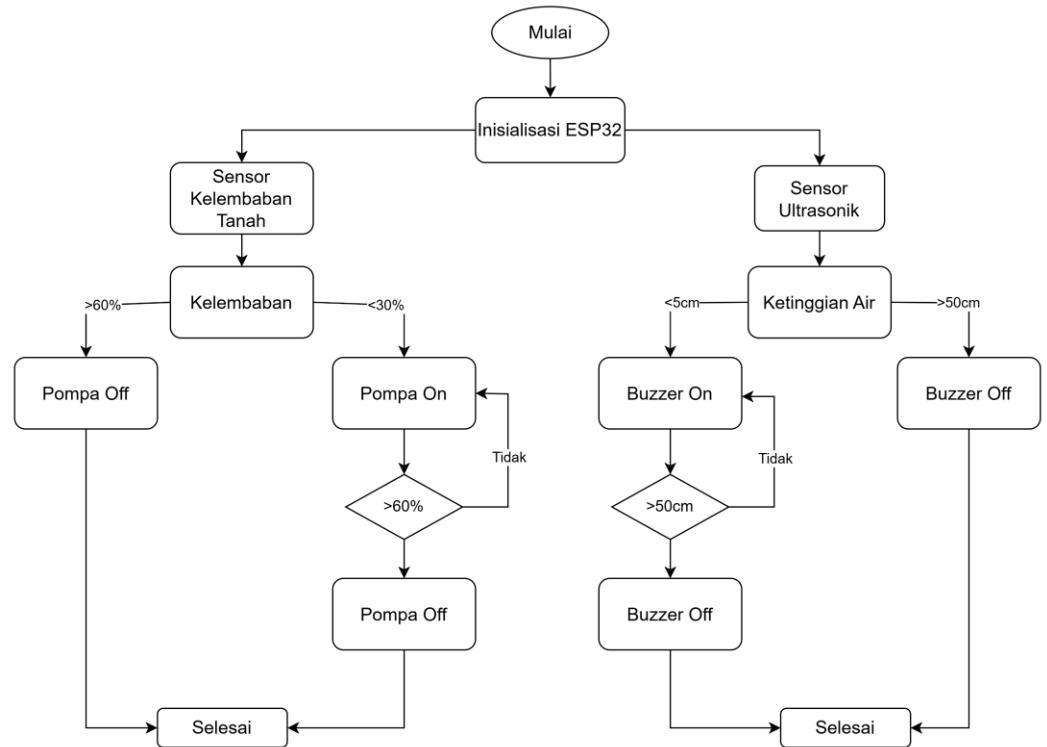 Mulai
Inisialisasi ESP32
Sensor
Kelembaban
Tanah
Sensor
Ultrasonik
Kelembaban
Ketinggian Air
>60%
<30%
<5cm
>50cm
Pompa Off
Pompa On
Buzzer On
Buzzer Off
Tidak
Tidak
>60%
>50cm
Pompa Off
Buzzer Off
Selesai
Selesai